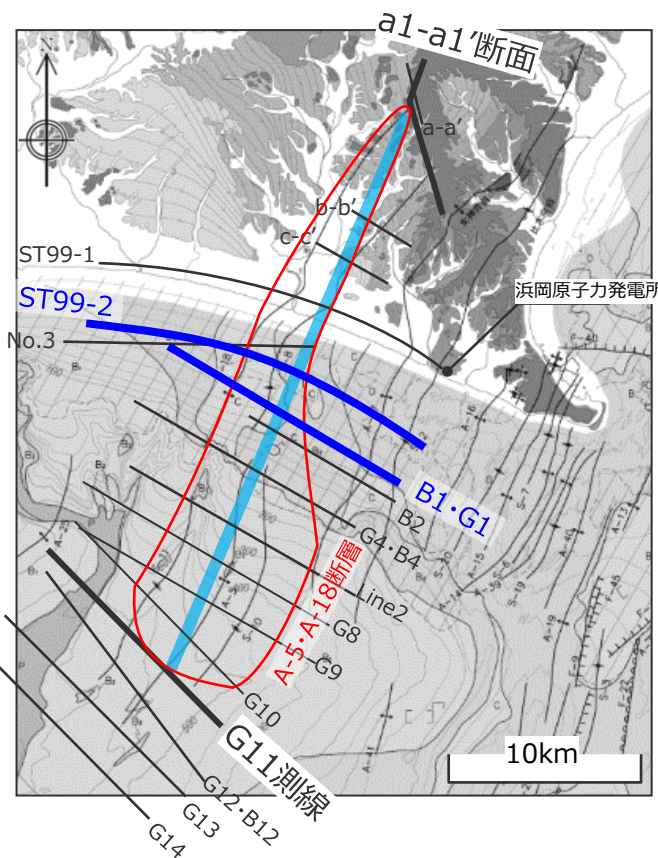 a1-a1′断面
N
a-a′
b-b′
c-c′
ST99-1
浜岡原子力発電所
ST99-2
No.3
B1・G1
B2
G4・B4
Line2
A-5・A-18断層
G8
G9
G10
G11測線
10km
G12・B12
G13
G14